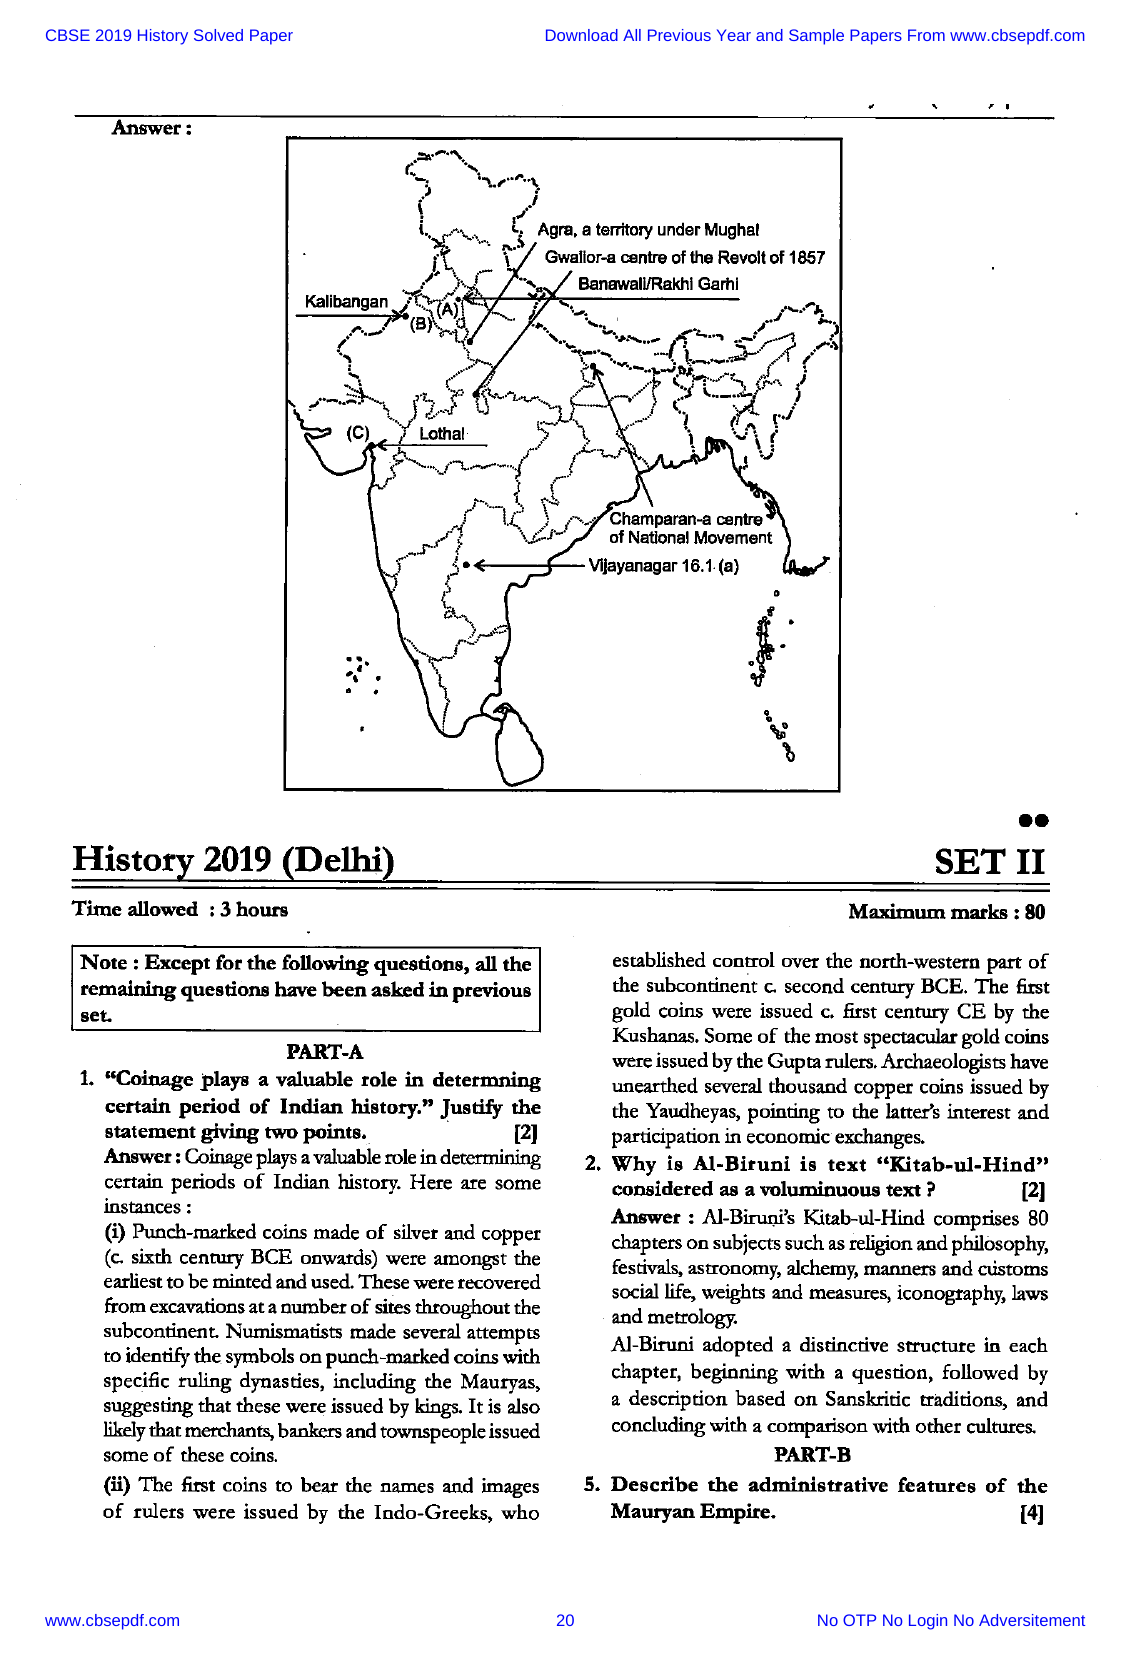 CBSE 2019 History Solved Paper
Download All Previous Year and Sample Papers From www.cbsepdf.com
Answer :
Agra, a territory under Mughal
Gwalior-a centre of the Revolt of 1857
Banawali/Rakhi Garhi
Kalibangan
(A)
(B)
(C)
Lothal
Champaran-a centre
of National Movement
Vijayanagar 16.1 (a)
History 2019 (Delhi)
SET II
Time allowed : 3 hours
Maximum marks : 80
Note : Except for the following questions, all the
remaining questions have been asked in previous
set.
PART-A
1. “Coinage plays a valuable role in determning
certain period of Indian history.” Justify the
statement giving two points. [2]
Answer : Coinage plays a valuable role in determining
certain periods of Indian history. Here are some
instances :
(i) Punch-marked coins made of silver and copper
(c. sixth century BCE onwards) were amongst the
earliest to be minted and used. These were recovered
from excavations at a number of sites throughout the
subcontinent. Numismatists made several attempts
to identify the symbols on punch-marked coins with
specific ruling dynasties, including the Mauryas,
suggesting that these were issued by kings. It is also
likely that merchants, bankers and townspeople issued
some of these coins.
(ii) The first coins to bear the names and images
of rulers were issued by the Indo-Greeks, who
established control over the north-western part of
the subcontinent c. second century BCE. The first
gold coins were issued c. first century CE by the
Kushanas. Some of the most spectacular gold coins
were issued by the Gupta rulers. Archaeologists have
unearthed several thousand copper coins issued by
the Yaudheyas, pointing to the latter's interest and
participation in economic exchanges.
2. Why is Al-Biruni is text “Kitab-ul-Hind”
considered as a voluminuous text ? [2]
Answer : Al-Biruni's Kitab-ul-Hind comprises 80
chapters on subjects such as religion and philosophy,
festivals, astronomy, alchemy, manners and customs
social life, weights and measures, iconography, laws
and metrology.
Al-Biruni adopted a distinctive structure in each
chapter, beginning with a question, followed by
a description based on Sanskritic traditions, and
concluding with a comparison with other cultures.
PART-B
5. Describe the administrative features of the
Mauryan Empire. [4]
www.cbsepdf.com
20
No OTP No Login No Adversitement